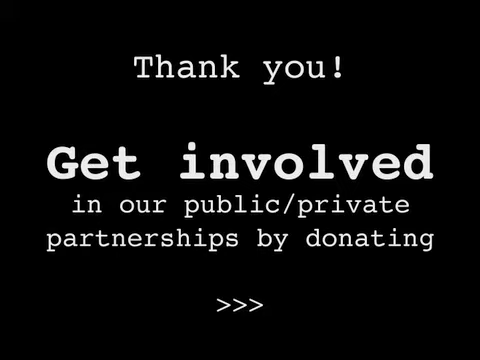 Thank you!
Get involved
in our public/private
partnerships by donating
>>>